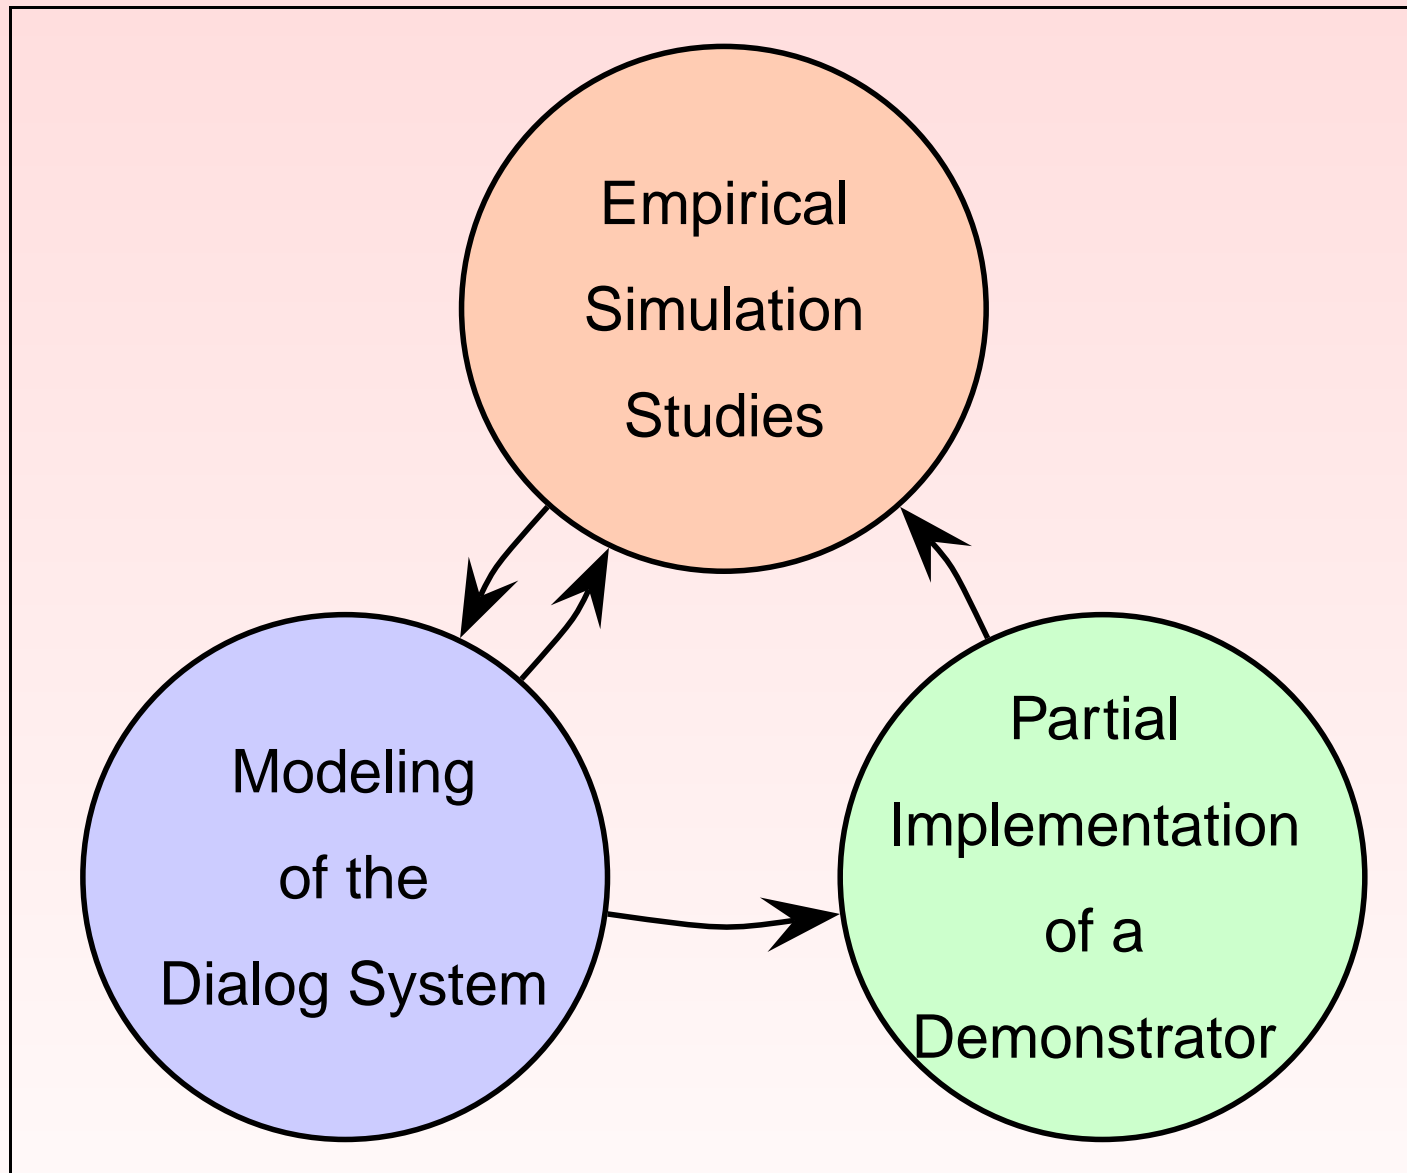 Empirical
Simulation
Studies
Modeling
of the
Dialog System
Partial
Implementation
of a
Demonstrator